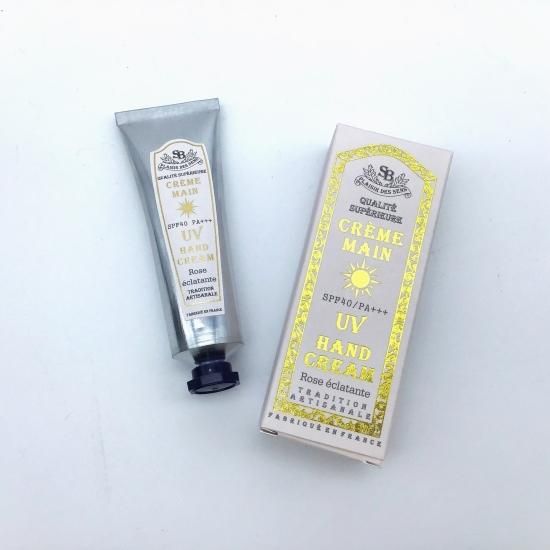 SB
PLAISIR DES SENS
QUALITÉ SUPÉRIEURE
CRÈME
MAIN
SPF40 PA+++
UV
HAND
CREAM
Rose
éclatante
TRADITION
ARTISANALE
FABRIQUÉ EN FRANCE
SB
PLAISIR DES SENS
QUALITÉ
SUPÉRIEURE
CRÈME
MAIN
SPF40/PA+++
UV
HAND
CREAM
Rose éclatante
TRADITION
ARTISANALE
FABRIQUÉ EN FRANCE